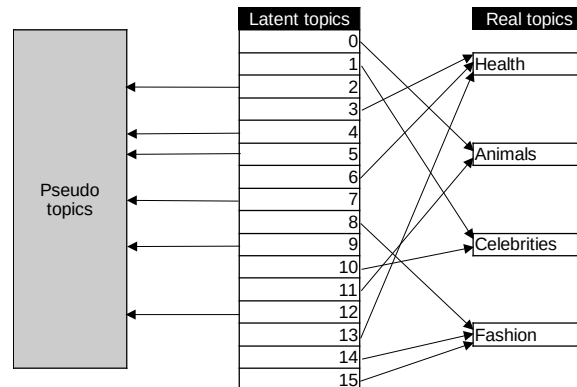 Latent topics
Real topics
0
1
2
3
4
5
6
7
8
9
10
11
12
13
14
15
Pseudo
topics
Health
Animals
Celebrities
Fashion